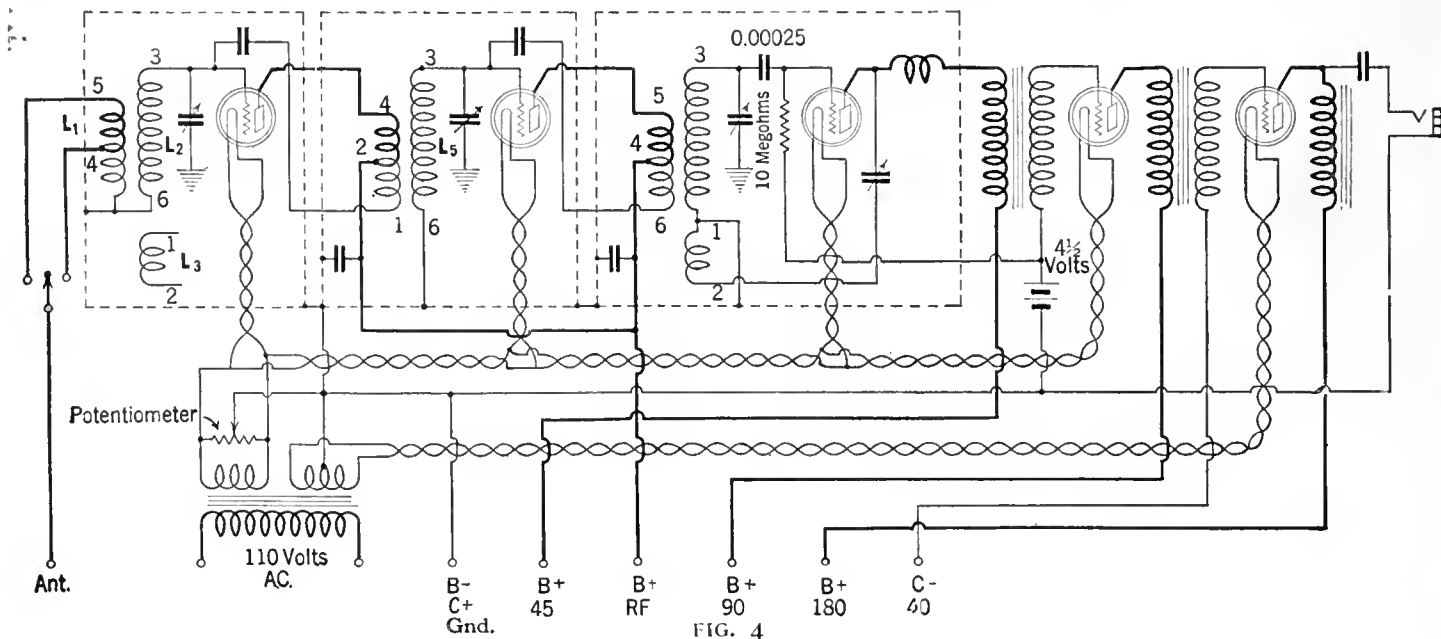 0.00025
3
5
L1
4
L2
6
1
L3
2
4
2
1
3
L5
6
5
4
6
3
1
2
10 Megohms
4½
Volts
Potentiometer
110 Volts
AC.
Ant.
B-
C+
Gnd.
B+
45
B+
RF
B+
90
B+
180
C-
40
FIG. 4